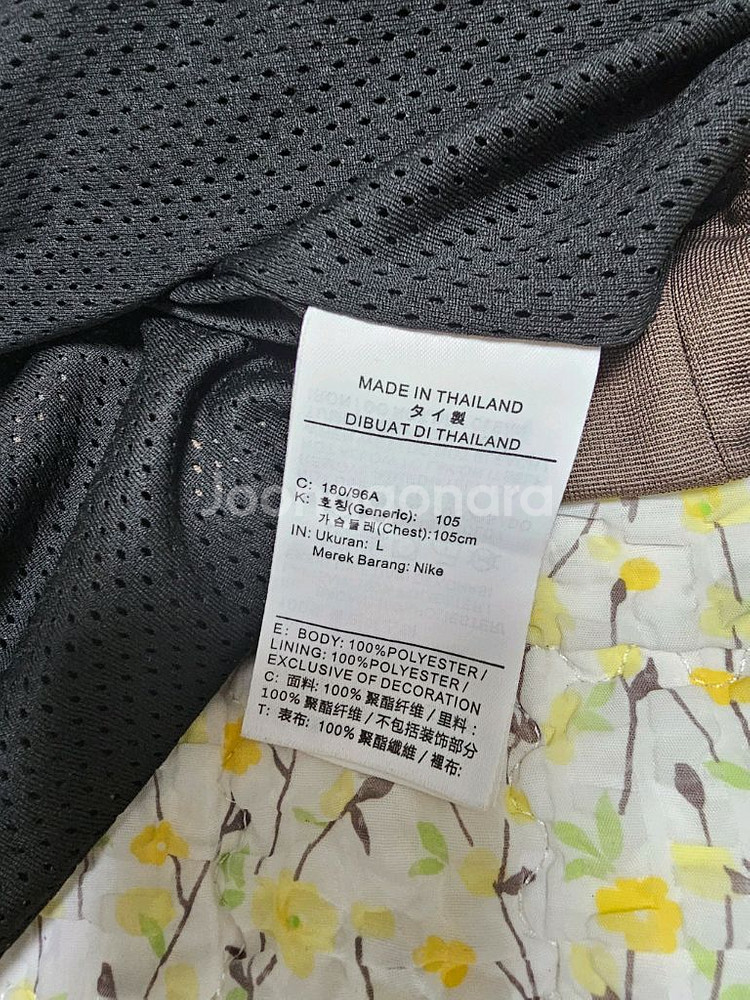 MADE IN THAILAND
タイ製
DIBUAT DI THAILAND
C: 180/96A
K: 호칭(Generic): 105
가슴둘레(Chest):105cm
IN: Ukuran: L
Merek Barang: Nike
E: BODY: 100%POLYESTER /
LINING: 100%POLYESTER /
EXCLUSIVE OF DECORATION
C: 面料: 100% 聚酯纤维 / 里料:
100% 聚酯纤维 / 不包括装饰部分
T: 表布: 100% 聚酯纖維 / 裡布: